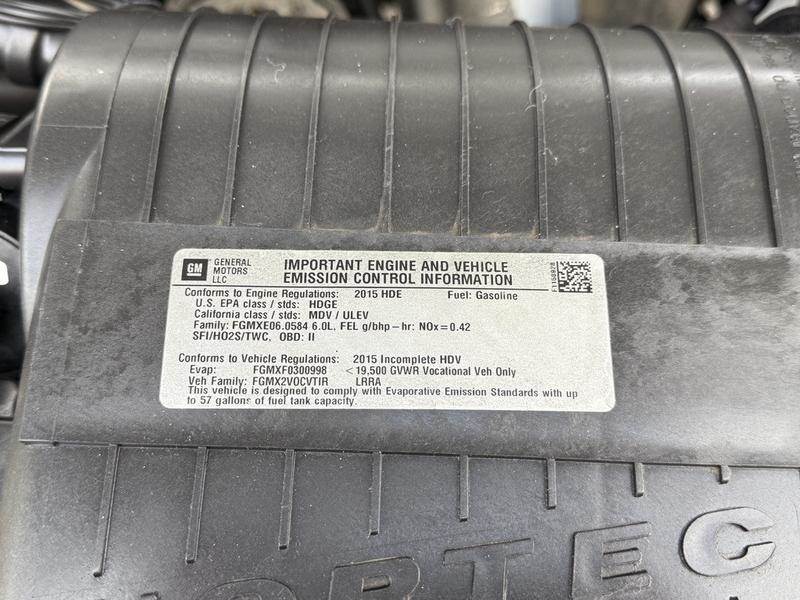 GM
GENERAL MOTORS LLC
IMPORTANT ENGINE AND VEHICLE
EMISSION CONTROL INFORMATION
Conforms to Engine Regulations: 2015 HDE Fuel: Gasoline
U.S. EPA class / stds: HDGE
California class / stds: MDV / ULEV
Family: FGMXE06.0584 6.0L, FEL g/bhp-hr: NOx=0.42
SFI/HO2S/TWC, OBD: II
Conforms to Vehicle Regulations: 2015 Incomplete HDV
Evap: FGMXF0300998 <19,500 GVWR Vocational Veh Only
Veh Family: FGMX2VOCVTIR LRRA
This vehicle is designed to comply with Evaporative Emission Standards with up
to 57 gallons of fuel tank capacity.